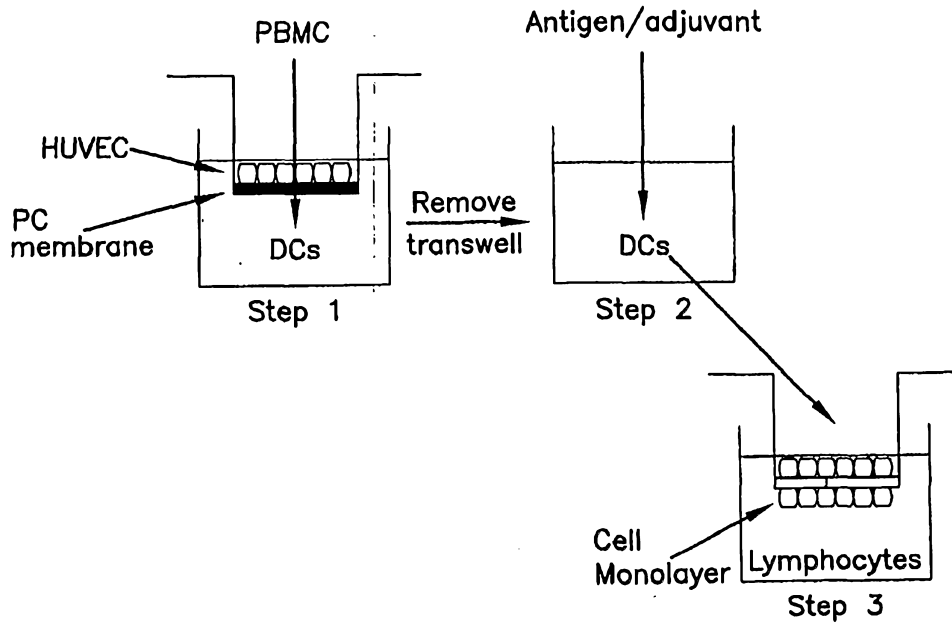 PBMC
HUVEC
PC
membrane
DCs
Step 1
Remove
transwell
Antigen/adjuvant
DCs
Step 2
Cell
Monolayer
Lymphocytes
Step 3